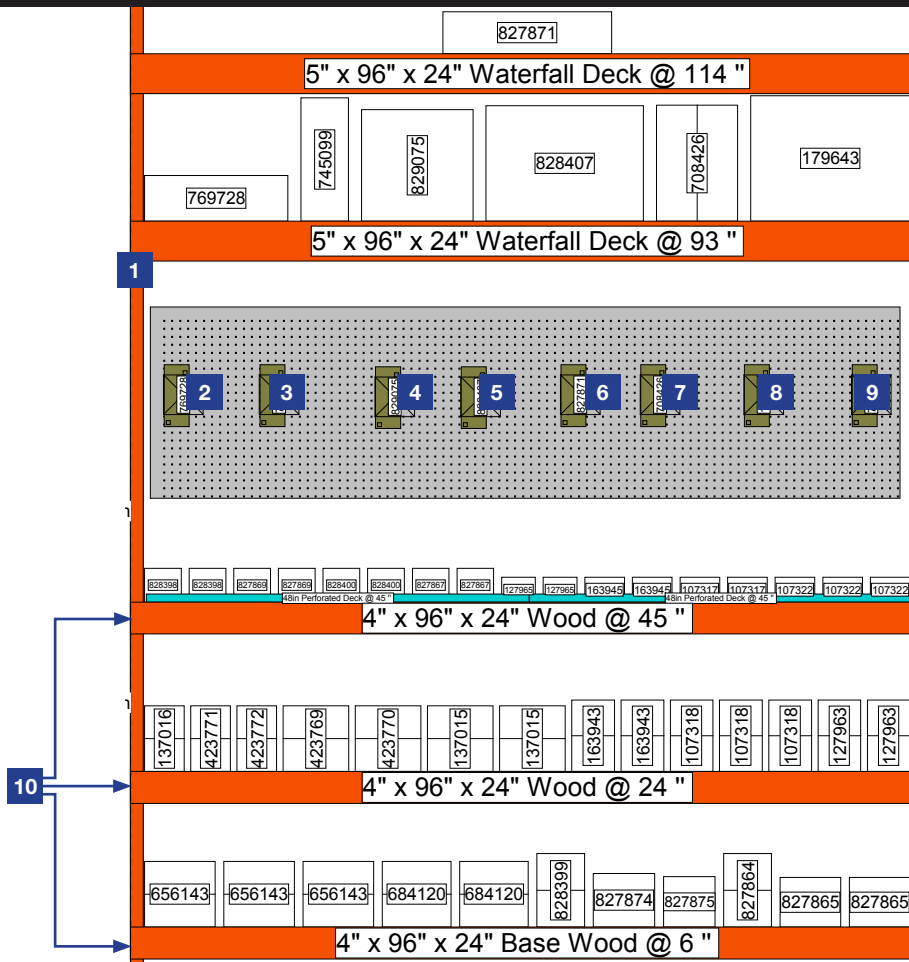 827871
5" x 96" x 24" Waterfall Deck @ 114 "
769728 745099 829075 828407 708426 179643
5" x 96" x 24" Waterfall Deck @ 93 "
1
769728 2 3 829075 4 5 827871 6 708426 7 8 9
828398 828398 827869 827869 828400 828400 827867 827867 127965 127965 163945 163945 107317 107317 107322 107322 107322
48in Perforated Deck @ 45 " 48in Perforated Deck @ 45 "
4" x 96" x 24" Wood @ 45 "
137016 423771 423772 423769 423770 137015 137015 163943 163943 107318 107318 107318 127963 127963
10
4" x 96" x 24" Wood @ 24 "
656143 656143 656143 684120 684120 828399 827874 827875 827864 827865 827865
4" x 96" x 24" Base Wood @ 6 "